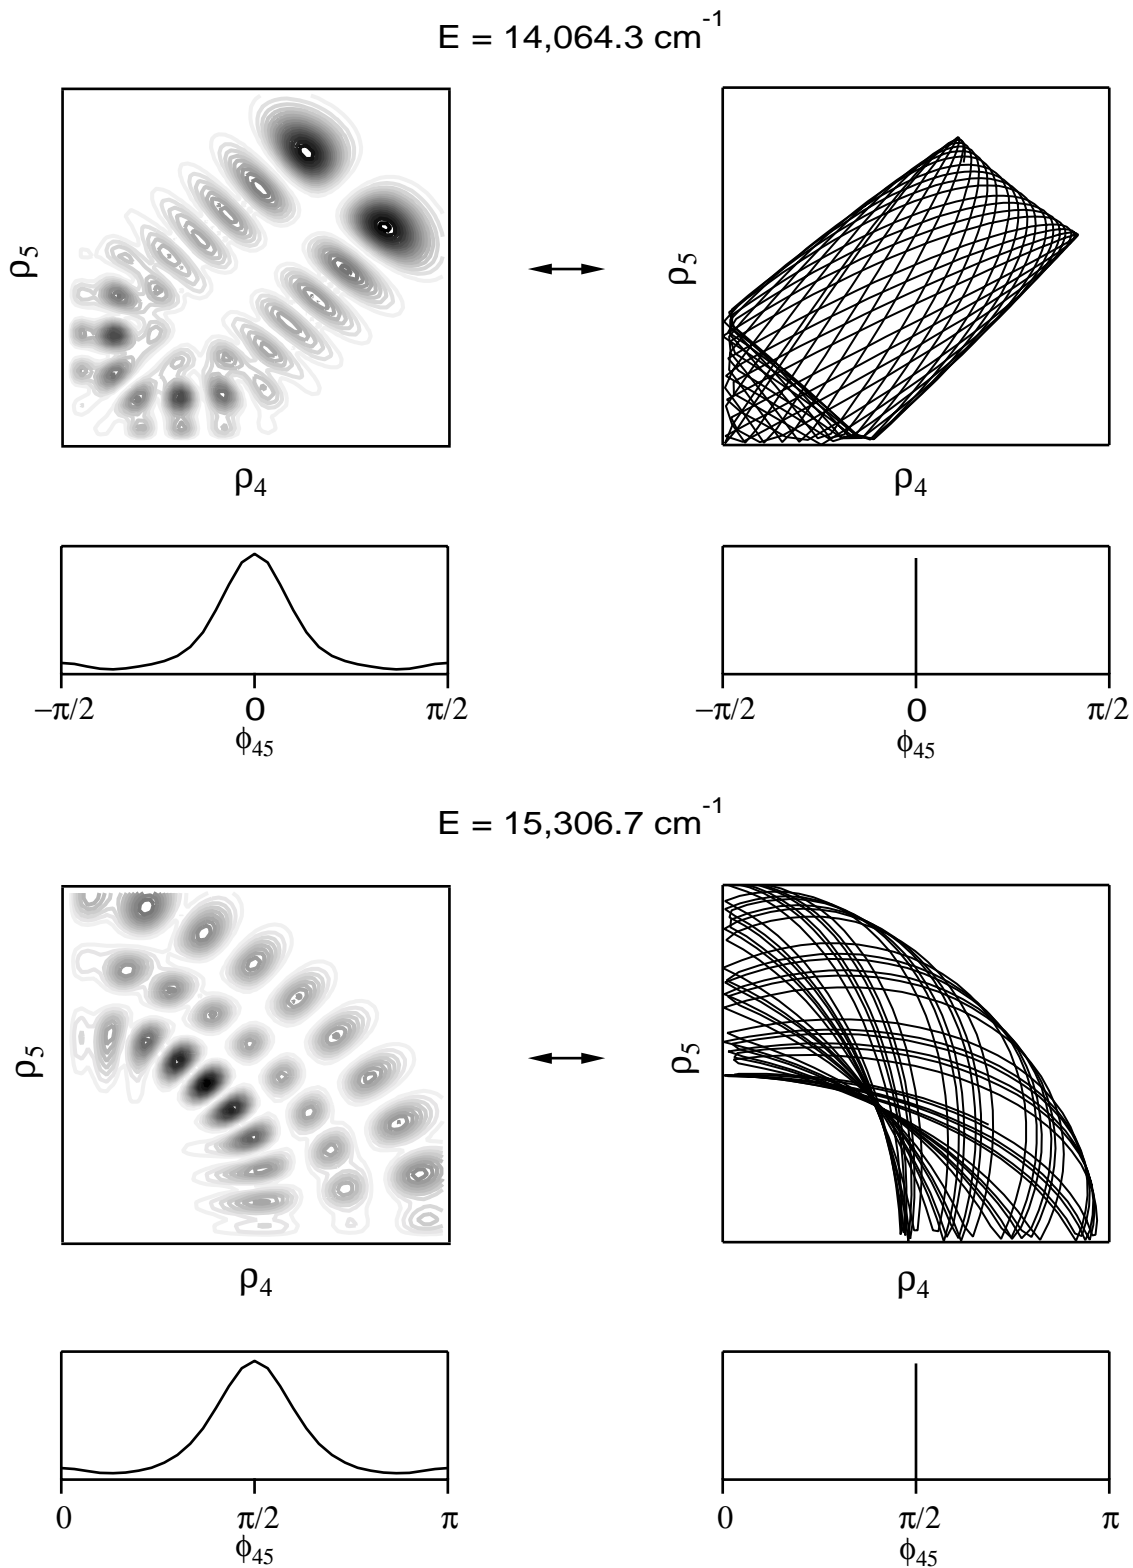 E = 14,064.3 cm⁻¹
ρ₅ ρ₅
ρ₄ ρ₄
−π/2 0 π/2 −π/2 0 π/2
ϕ₄₅ ϕ₄₅
E = 15,306.7 cm⁻¹
ρ₅ ρ₅
ρ₄ ρ₄
0 π/2 π 0 π/2 π
ϕ₄₅ ϕ₄₅